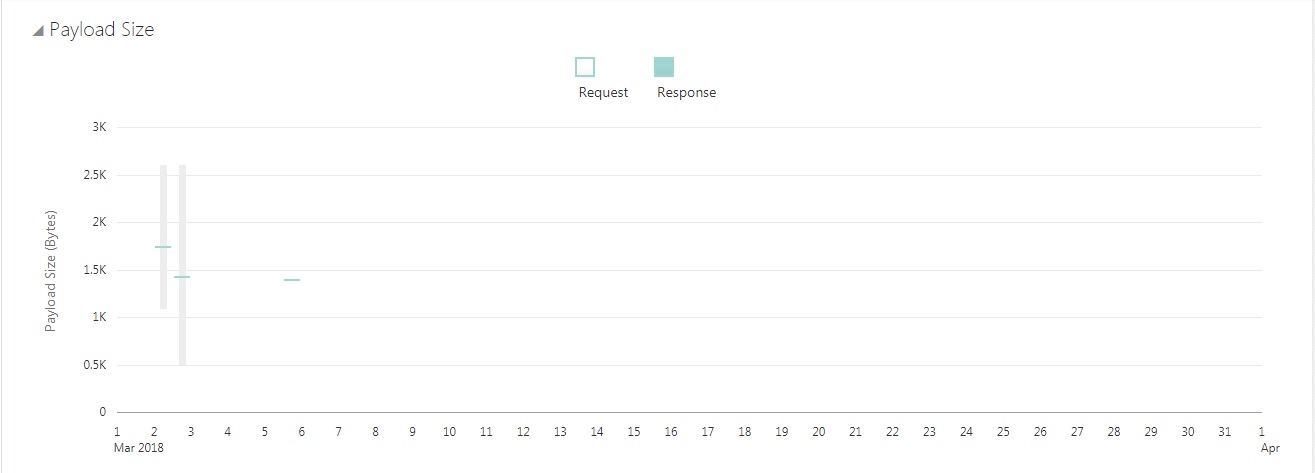 Payload Size
Request Response
3K
2.5K
2K
1.5K
1K
0.5K
0
Payload Size (Bytes)
1 2 3 4 5 6 7 8 9 10 11 12 13 14 15 16 17 18 19 20 21 22 23 24 25 26 27 28 29 30 31 1
Mar 2018 Apr